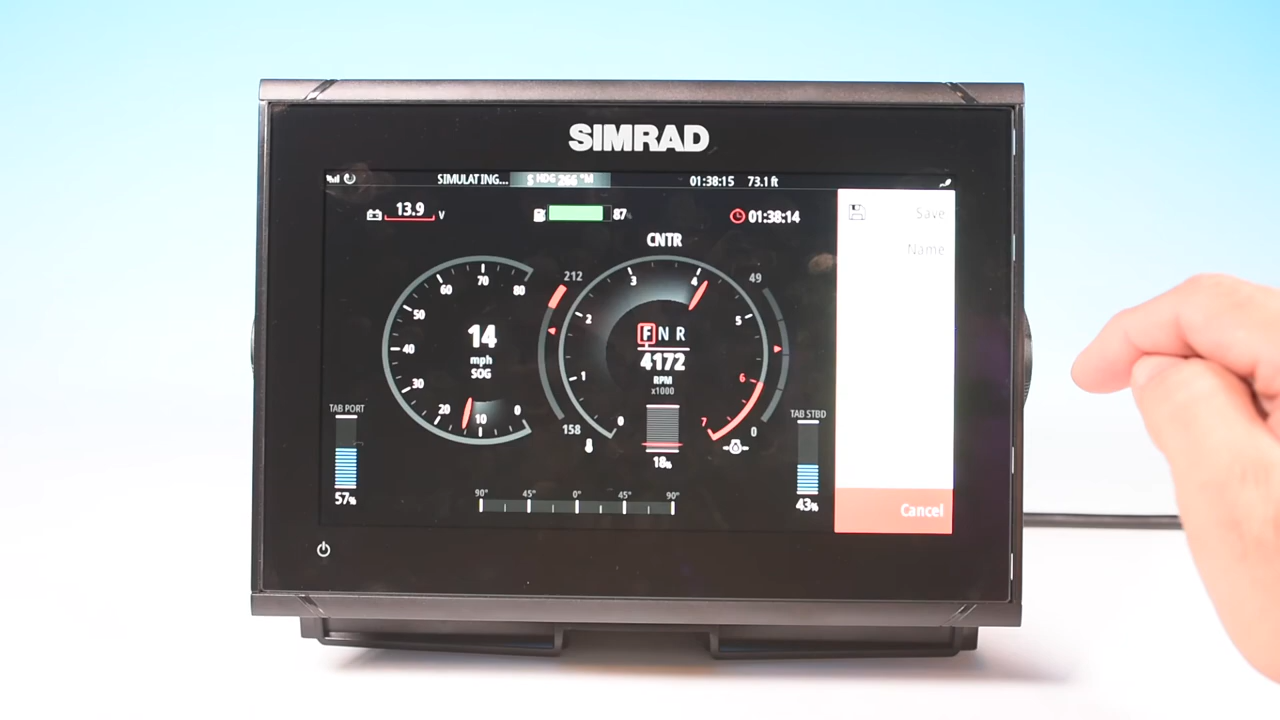 SIMRAD
SIMULATING... HDG 266 °M 01:38:15 73.1 ft
13.9 V 87% 01:38:14
Save
Name
CNTR
212 49
60 70 80
50
40
30
20 10 0
14
mph
SOG
3 4
2 5
1 6
0 7
F N R
4172
RPM
x1000
158 0
18%
TAB PORT
57%
TAB STBD
43%
90° 45° 0° 45° 90°
Cancel